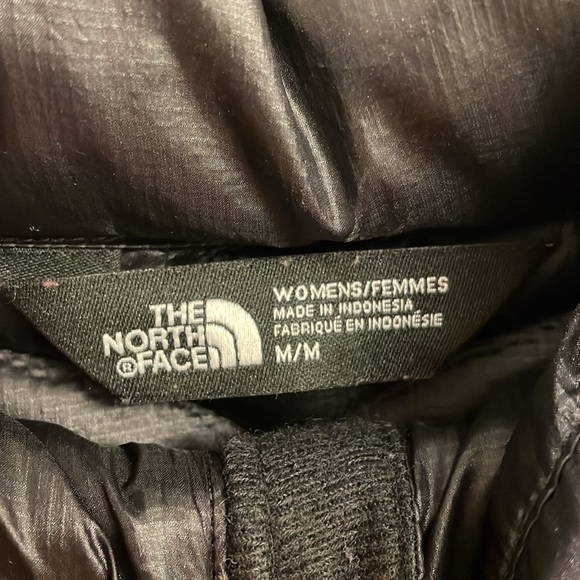 THE
NORTH
®FACE
WOMENS/FEMMES
MADE IN INDONESIA
FABRIQUÉ EN INDONÉSIE
M/M